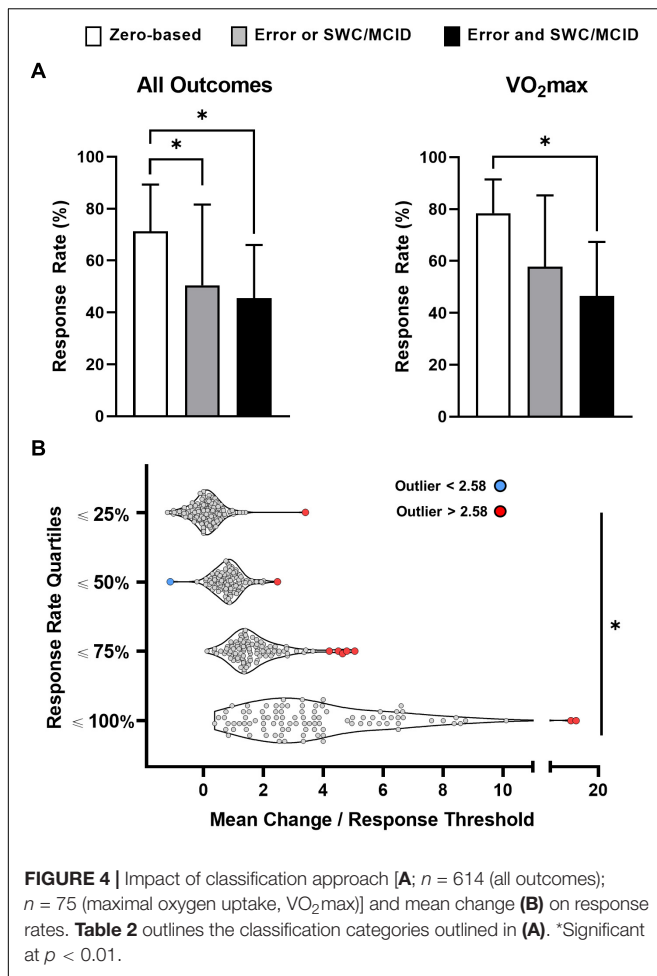 Zero-based Error or SWC/MCID Error and SWC/MCID
A
All Outcomes
VO₂max
* * *
Response Rate (%)
100
80
60
40
20
0
Response Rate (%)
100
80
60
40
20
0
B
Outlier < 2.58
Outlier > 2.58
Response Rate Quartiles
⩽ 25%
⩽ 50%
⩽ 75%
⩽ 100%
*
0 2 4 6 8 10 20
Mean Change / Response Threshold
FIGURE 4 | Impact of classification approach [A; n = 614 (all outcomes);
n = 75 (maximal oxygen uptake, VO₂max)] and mean change (B) on response
rates. Table 2 outlines the classification categories outlined in (A). *Significant
at p < 0.01.